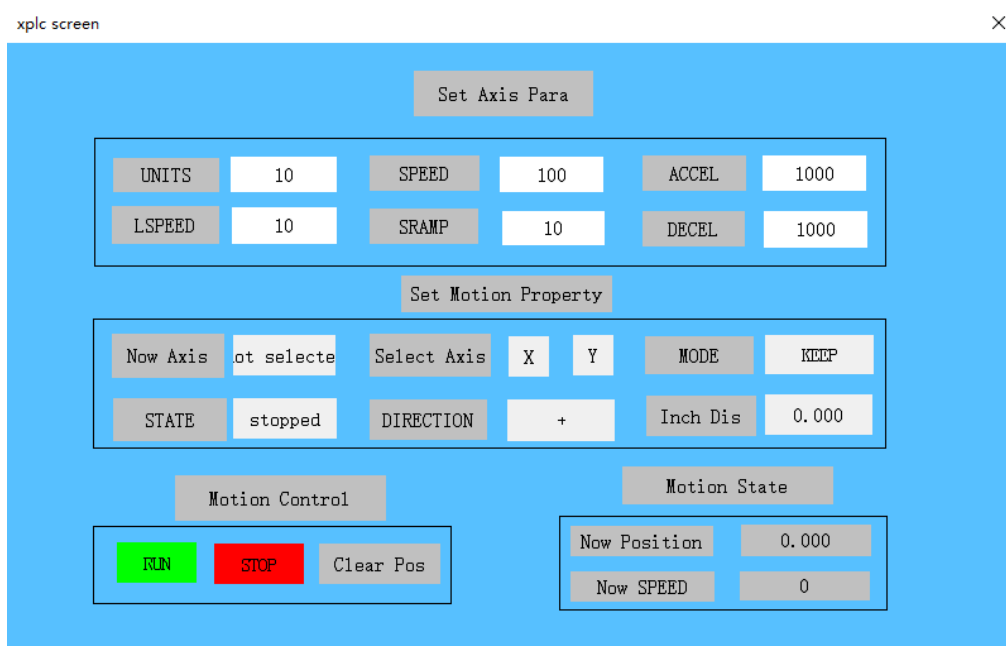 xplc screen
Set Axis Para
UNITS 10 SPEED 100 ACCEL 1000
LSPEED 10 SRAMP 10 DECEL 1000
Set Motion Property
Now Axis ot selecte Select Axis X Y MODE KEEP
STATE stopped DIRECTION + Inch Dis 0.000
Motion Control
Motion State
RUN STOP Clear Pos
Now Position 0.000
Now SPEED 0